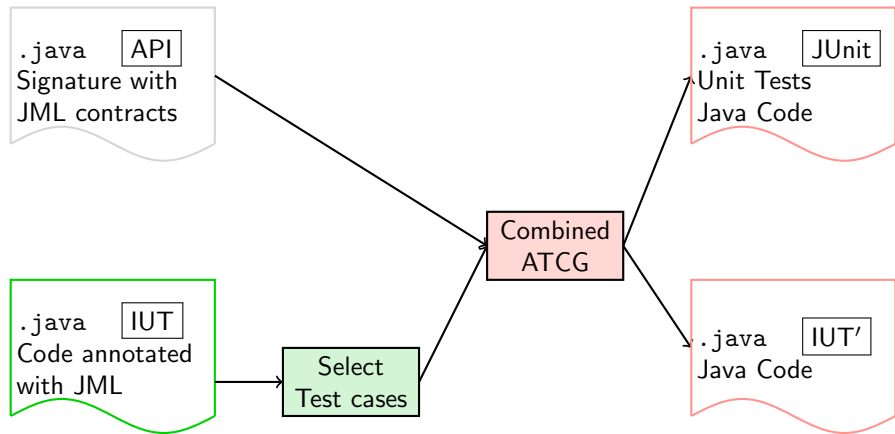 .java API
Signature with
JML contracts
.java JUnit
Unit Tests
Java Code
Combined
ATCG
.java IUT
Code annotated
with JML
Select
Test cases
.java IUT′
Java Code